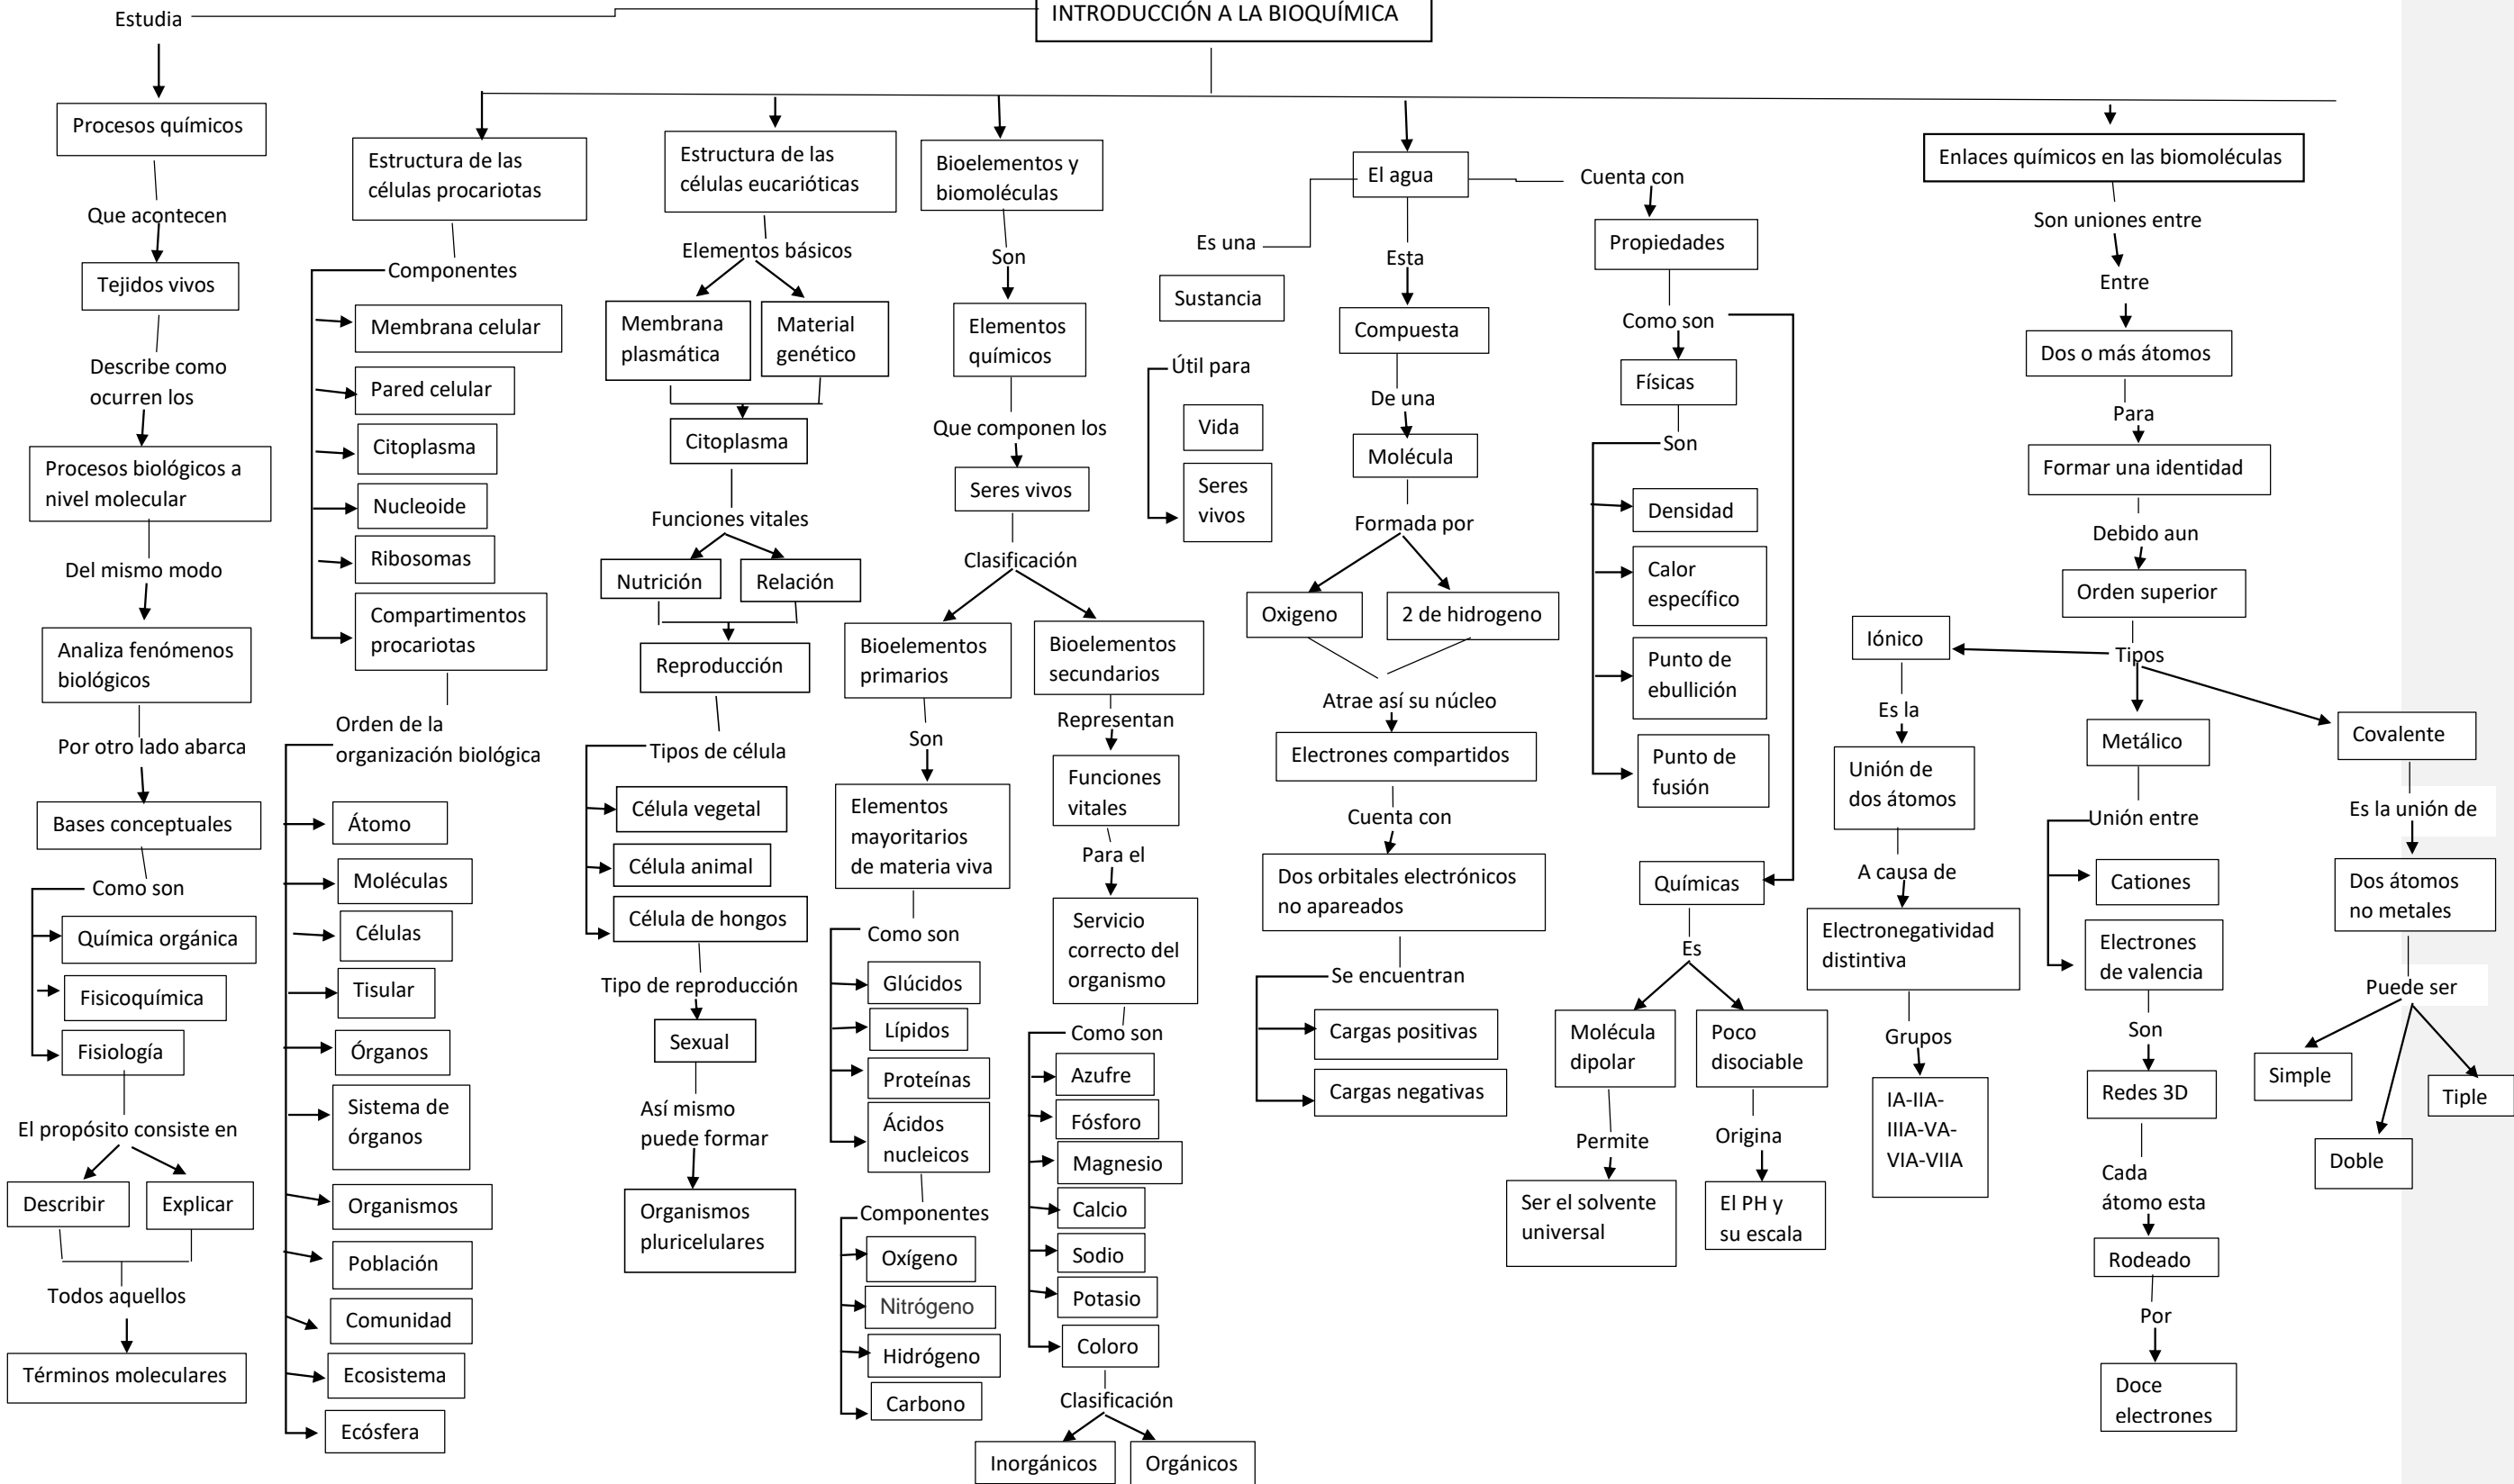 INTRODUCCIÓN A LA BIOQUÍMICA
Estudia
Procesos químicos
Que acontecen
Tejidos vivos
Describe como
ocurren los
Procesos biológicos a
nivel molecular
Del mismo modo
Analiza fenómenos
biológicos
Por otro lado abarca
Bases conceptuales
Como son
Química orgánica
Fisicoquímica
Fisiología
El propósito consiste en
Describir
Explicar
Todos aquellos
Términos moleculares
Estructura de las
células procariotas
Componentes
Membrana celular
Pared celular
Citoplasma
Nucleoide
Ribosomas
Compartimentos
procariotas
Orden de la
organización biológica
Átomo
Moléculas
Células
Tisular
Órganos
Sistema de
órganos
Organismos
Población
Comunidad
Ecosistema
Ecósfera
Estructura de las
células eucarióticas
Elementos básicos
Membrana
plasmática
Material
genético
Citoplasma
Funciones vitales
Nutrición
Relación
Reproducción
Tipos de célula
Célula vegetal
Célula animal
Célula de hongos
Tipo de reproducción
Sexual
Así mismo
puede formar
Organismos
pluricelulares
Bioelementos y
biomoléculas
Son
Elementos
químicos
Que componen los
Seres vivos
Clasificación
Bioelementos
primarios
Son
Elementos
mayoritarios
de materia viva
Como son
Glúcidos
Lípidos
Proteínas
Ácidos
nucleicos
Componentes
Oxígeno
Nitrógeno
Hidrógeno
Carbono
Bioelementos
secundarios
Representan
Funciones
vitales
Para el
Servicio
correcto del
organismo
Como son
Azufre
Fósforo
Magnesio
Calcio
Sodio
Potasio
Coloro
Clasificación
Inorgánicos
Orgánicos
El agua
Es una
Sustancia
Útil para
Vida
Seres
vivos
Esta
Compuesta
De una
Molécula
Formada por
Oxigeno
2 de hidrogeno
Atrae así su núcleo
Electrones compartidos
Cuenta con
Dos orbitales electrónicos
no apareados
Se encuentran
Cargas positivas
Cargas negativas
Cuenta con
Propiedades
Como son
Físicas
Son
Densidad
Calor
específico
Punto de
ebullición
Punto de
fusión
Químicas
Es
Molécula
dipolar
Permite
Ser el solvente
universal
Poco
disociable
Origina
El PH y
su escala
Enlaces químicos en las biomoléculas
Son uniones entre
Entre
Dos o más átomos
Para
Formar una identidad
Debido aun
Orden superior
Tipos
Iónico
Es la
Unión de
dos átomos
A causa de
Electronegatividad
distintiva
Grupos
IA-IIA-
IIIA-VA-
VIA-VIIA
Metálico
Unión entre
Cationes
Electrones
de valencia
Son
Redes 3D
Cada
átomo esta
Rodeado
Por
Doce
electrones
Covalente
Es la unión de
Dos átomos
no metales
Puede ser
Simple
Doble
Tiple